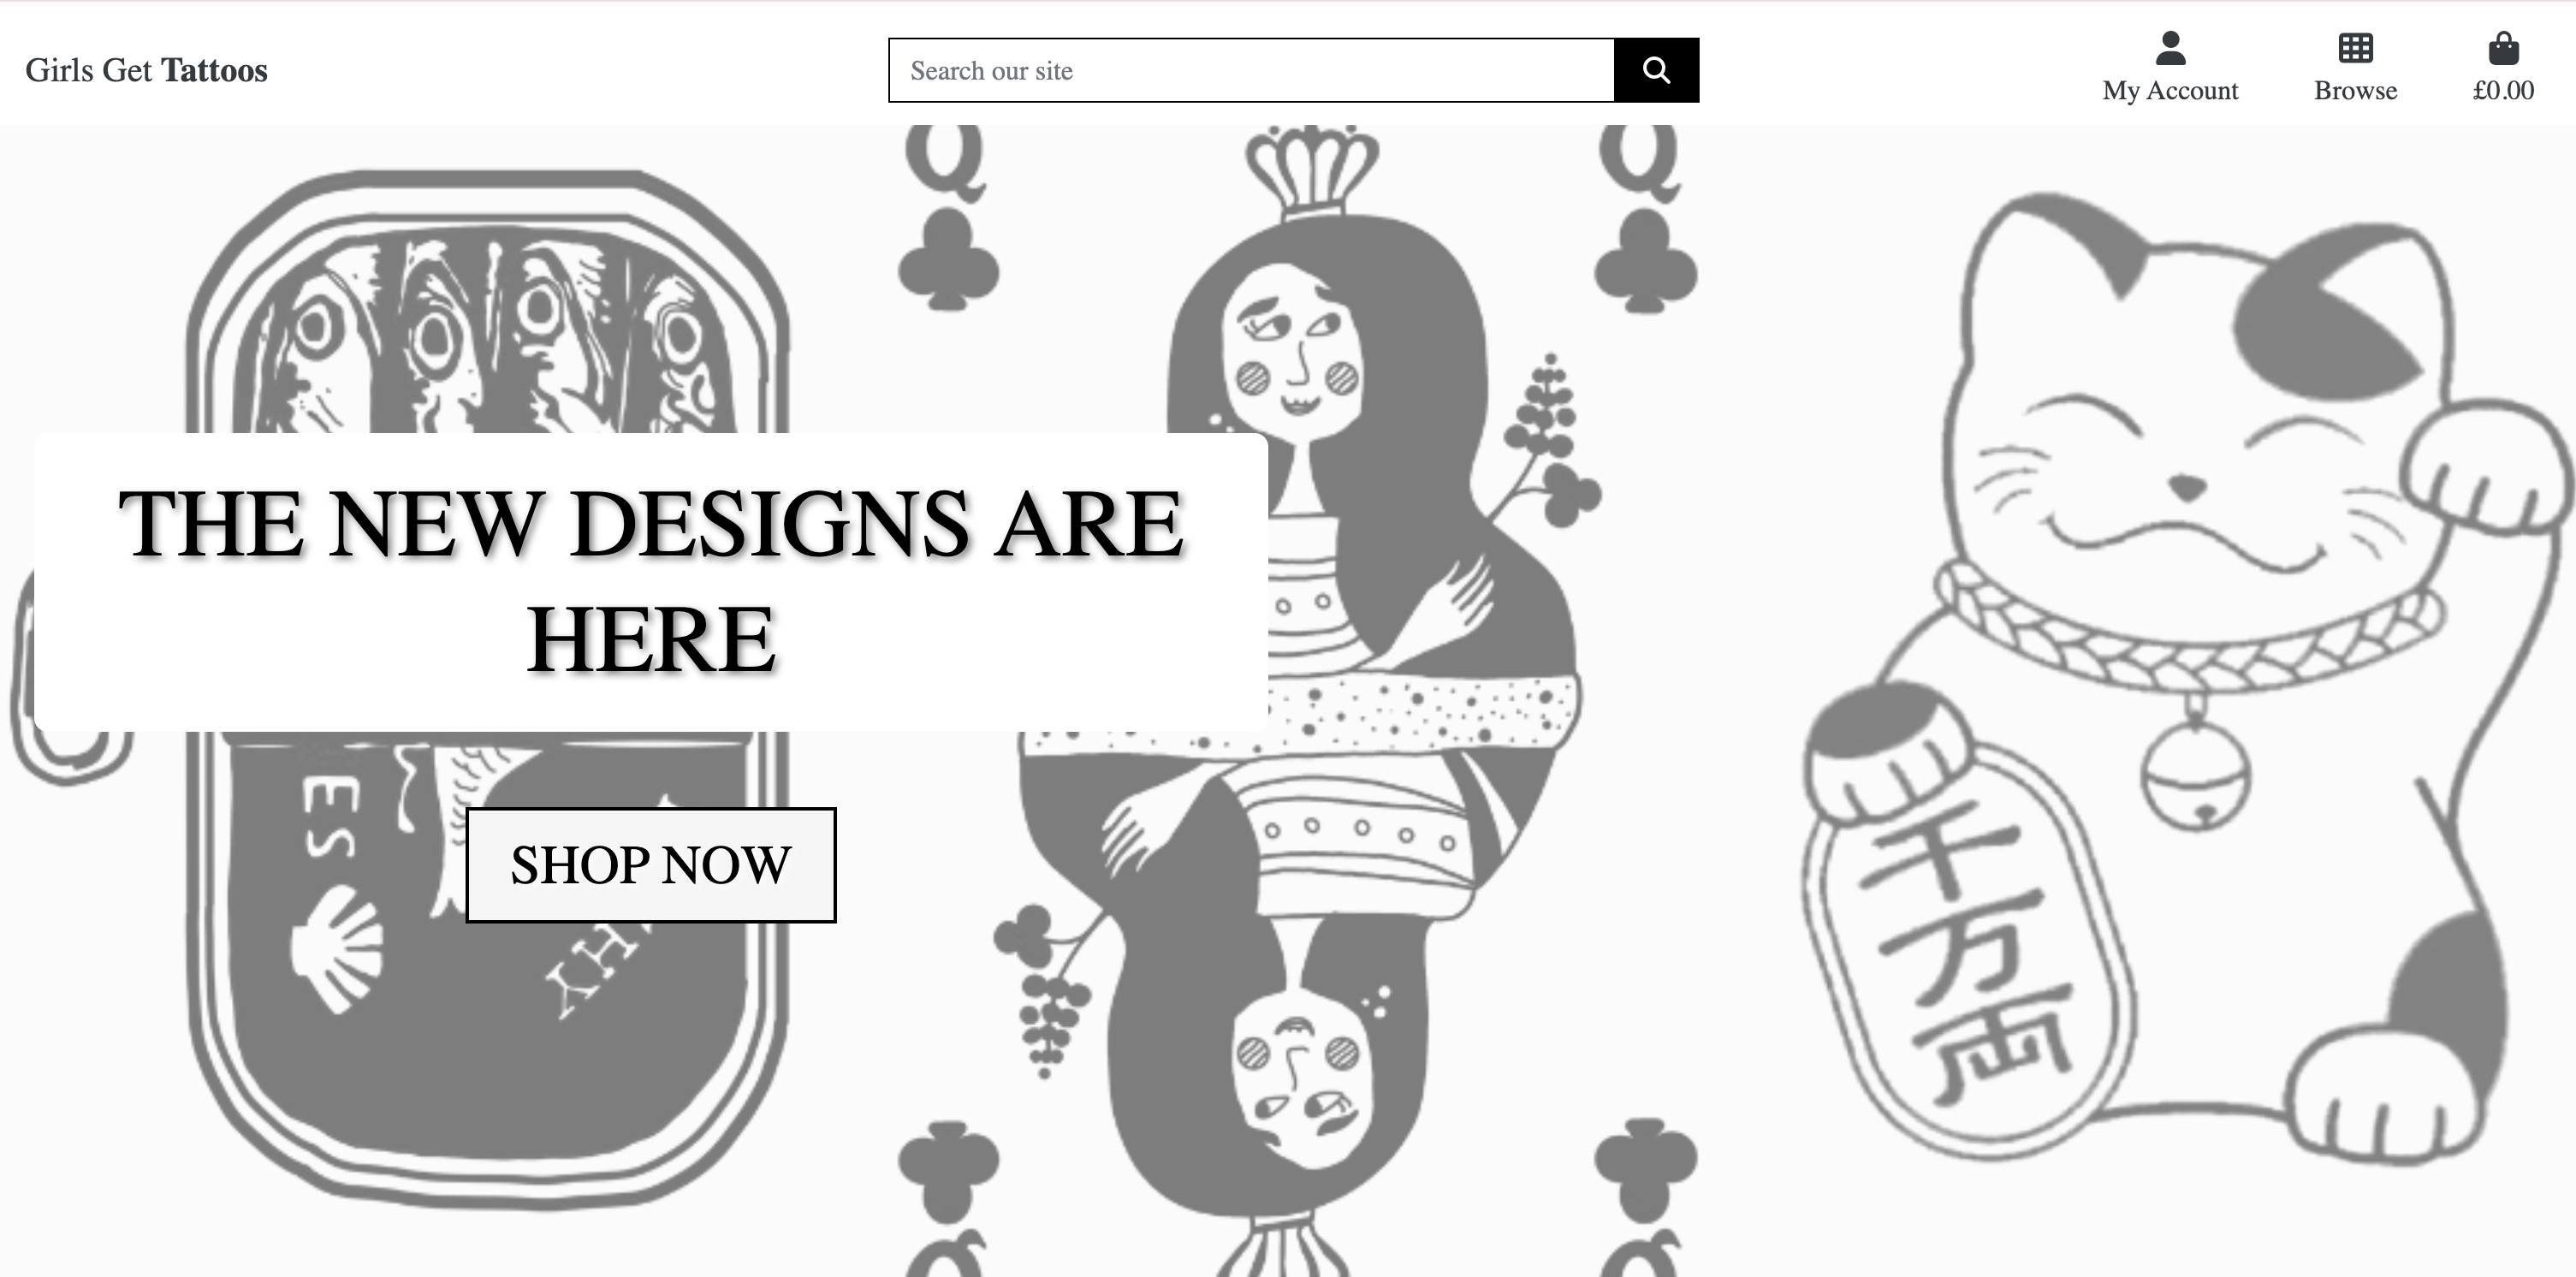 Girls Get Tattoos
Search our site
My Account
Browse
£0.00
Q
Q
THE NEW DESIGNS ARE
HERE
ES
SHOP NOW
千万両
Q
Q